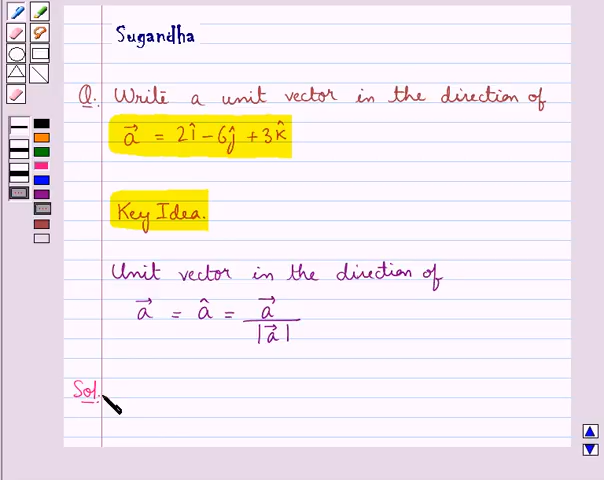 Sugandha
Q. Write a unit vector in the direction of
a⃗ = 2î - 6ĵ + 3k̂
Key Idea.
Unit vector in the direction of
a⃗ = â = a⃗ / |a⃗|
Sol.